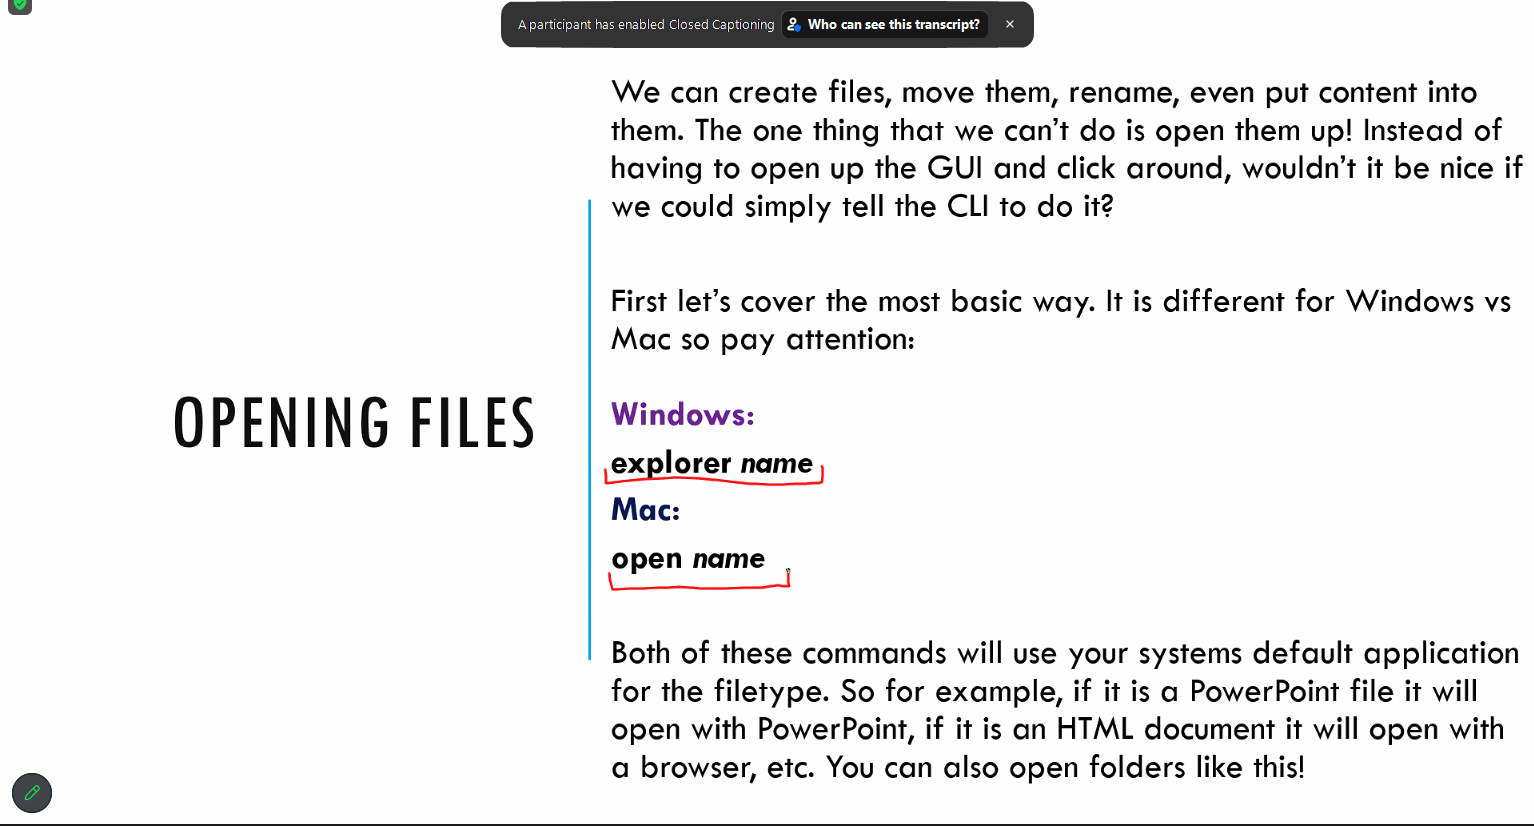 A participant has enabled Closed Captioning Who can see this transcript? ×
We can create files, move them, rename, even put content into
them. The one thing that we can’t do is open them up! Instead of
having to open up the GUI and click around, wouldn’t it be nice if
we could simply tell the CLI to do it?
First let’s cover the most basic way. It is different for Windows vs
Mac so pay attention:
OPENING FILES
Windows:
explorer name
Mac:
open name
Both of these commands will use your systems default application
for the filetype. So for example, if it is a PowerPoint file it will
open with PowerPoint, if it is an HTML document it will open with
a browser, etc. You can also open folders like this!